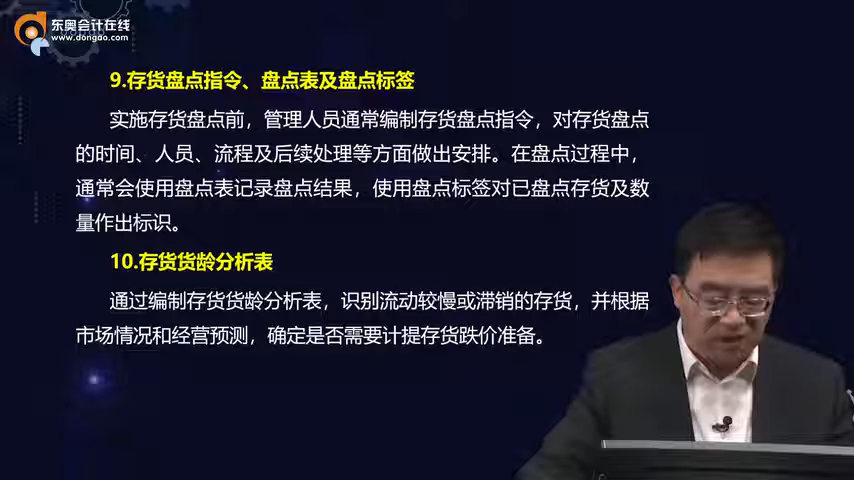 东奥会计在线
www.dongao.com
9.存货盘点指令、盘点表及盘点标签
实施存货盘点前，管理人员通常编制存货盘点指令，对存货盘点
的时间、人员、流程及后续处理等方面做出安排。在盘点过程中，
通常会使用盘点表记录盘点结果，使用盘点标签对已盘点存货及数
量作出标识。
10.存货货龄分析表
通过编制存货货龄分析表，识别流动较慢或滞销的存货，并根据
市场情况和经营预测，确定是否需要计提存货跌价准备。